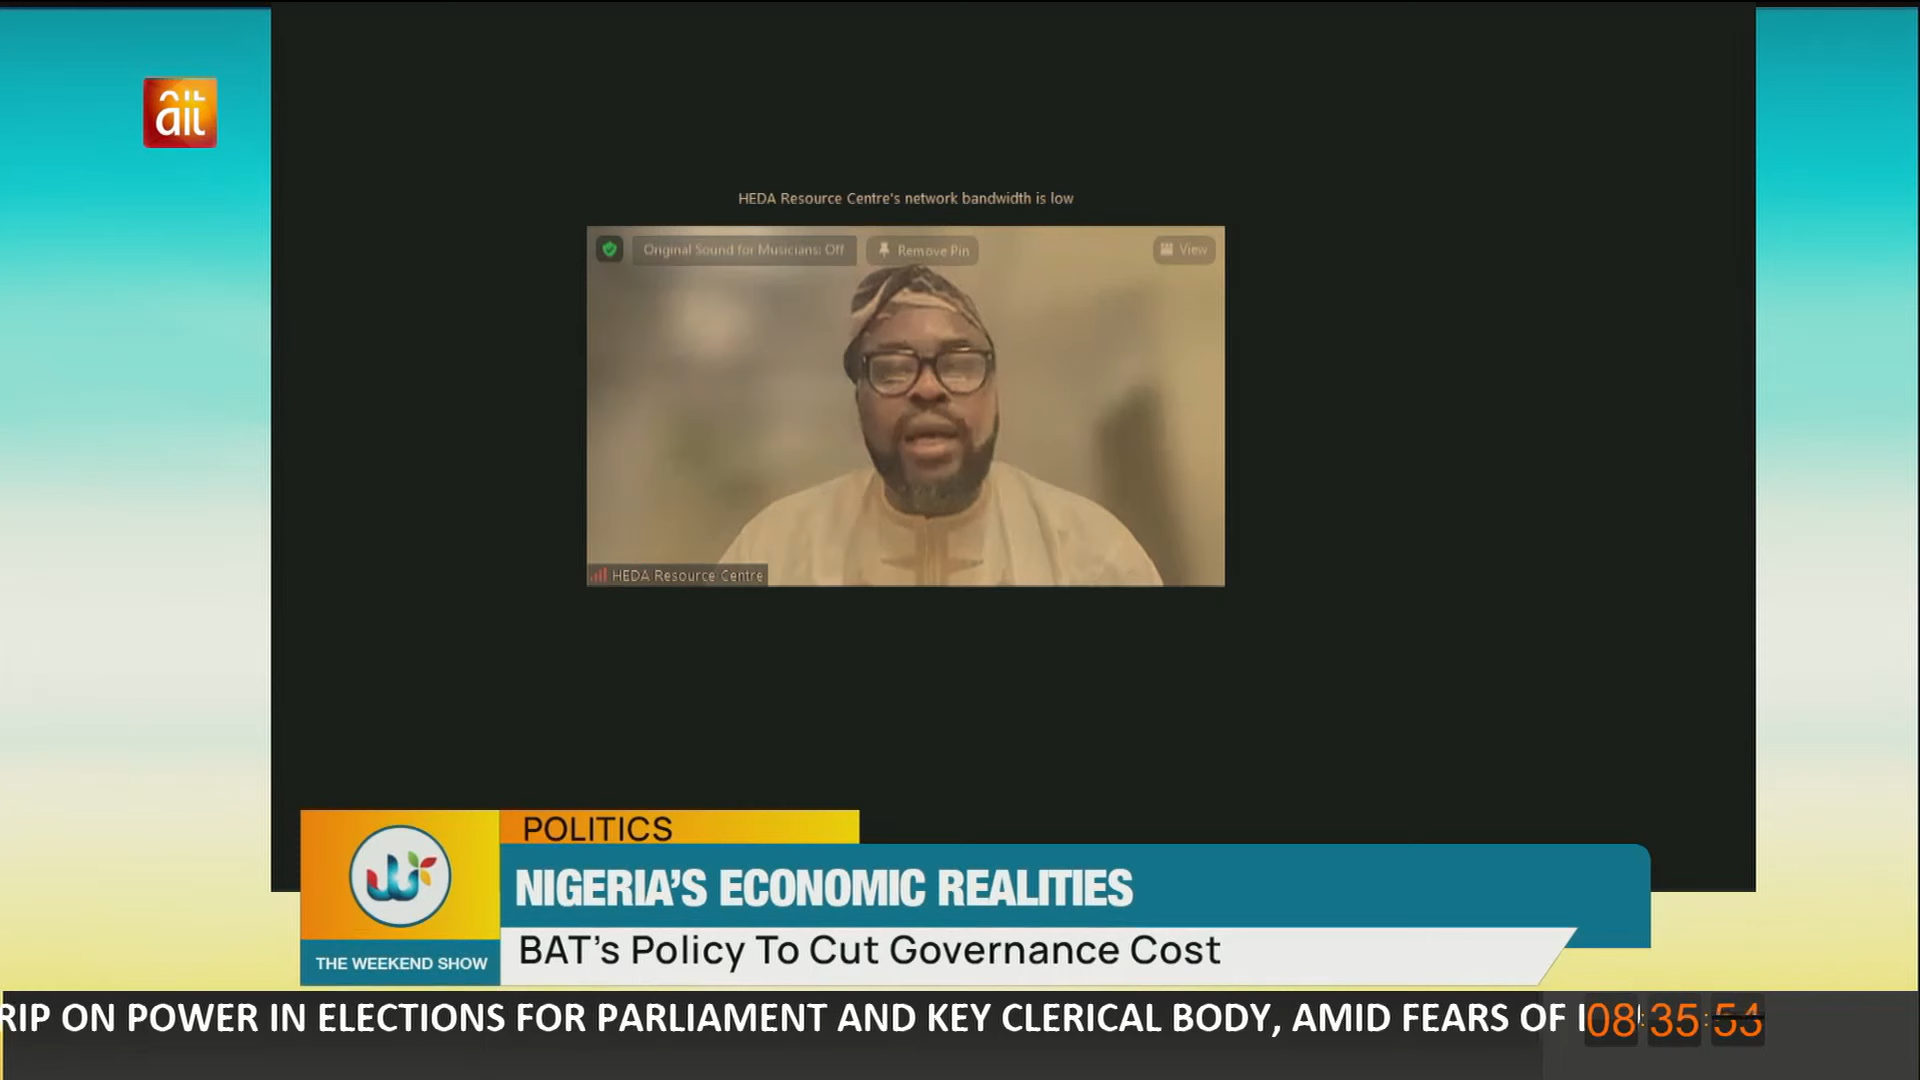 âit
HEDA Resource Centre's network bandwidth is low
Original Sound for Musicians: Off
Remove Pin
View
HEDA Resource Centre
POLITICS
NIGERIA'S ECONOMIC REALITIES
THE WEEKEND SHOW
BAT's Policy To Cut Governance Cost
RIP ON POWER IN ELECTIONS FOR PARLIAMENT AND KEY CLERICAL BODY, AMID FEARS OF
08:35: